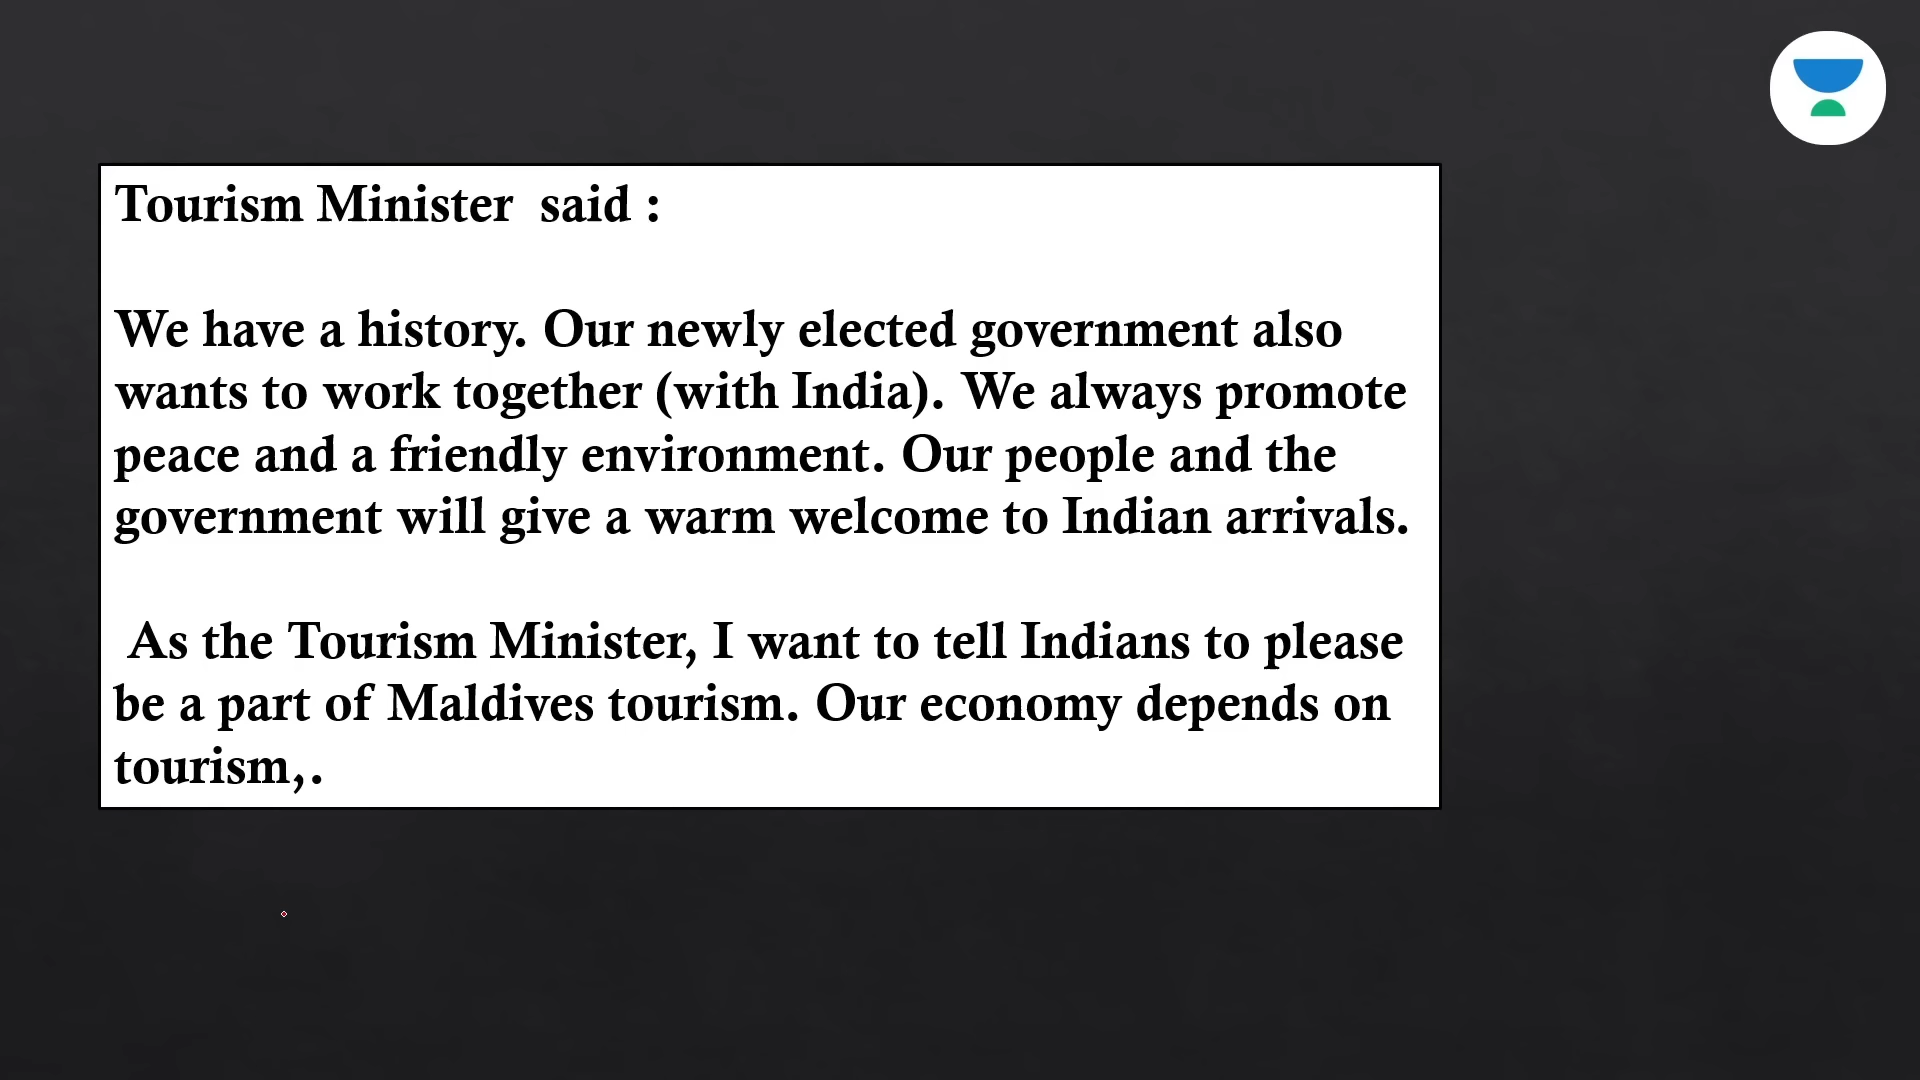 Tourism Minister  said :
We have a history. Our newly elected government also
wants to work together (with India). We always promote
peace and a friendly environment. Our people and the
government will give a warm welcome to Indian arrivals.
As the Tourism Minister, I want to tell Indians to please
be a part of Maldives tourism. Our economy depends on
tourism,.